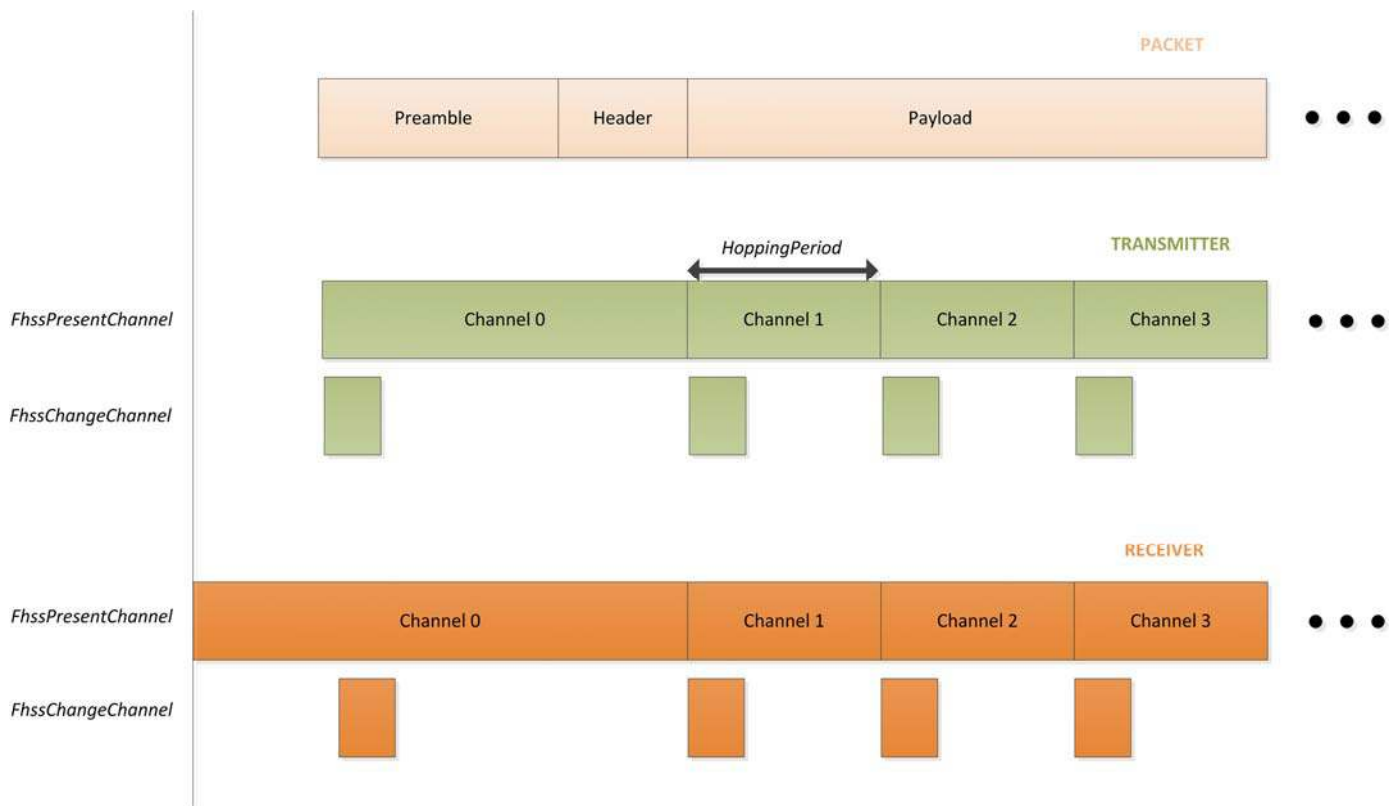 PACKET
Preamble Header Payload
HoppingPeriod
TRANSMITTER
FhssPresentChannel Channel 0 Channel 1 Channel 2 Channel 3
FhssChangeChannel
RECEIVER
FhssPresentChannel Channel 0 Channel 1 Channel 2 Channel 3
FhssChangeChannel